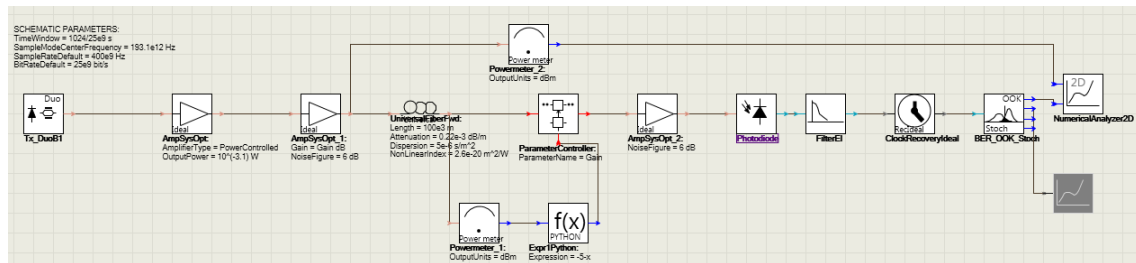 SCHEMATIC PARAMETERS:
TimeWindow = 1024/25e9 s
SampleModeCenterFrequency = 193.1e12 Hz
SampleRateDefault = 400e9 Hz
BitRateDefault = 25e9 bit/s
Power meter
Powermeter_2:
OutputUnits = dBm
Duo
Tx_DuoB1
Ideal
AmpSysOpt:
AmplifierType = PowerControlled
OutputPower = 10^(-3.1) W
Ideal
AmpSysOpt_1:
Gain = Gain dB
NoiseFigure = 6 dB
UniversalFiberFwd:
Length = 100e3 m
Attenuation = 0.22e-3 dB/m
Dispersion = 5e-6 s/m^2
NonLinearIndex = 2.6e-20 m^2/W
ParameterController:
ParameterName = Gain
Ideal
AmpSysOpt_2:
NoiseFigure = 6 dB
Photodiode
FilterEl
Rec Ideal
ClockRecoveryIdeal
OOK
Stoch
BER_OOK_Stoch
2D
NumericalAnalyzer2D
Power meter
Powermeter_1:
OutputUnits = dBm
f(x)
PYTHON
Expr1Python:
Expression = -5-x